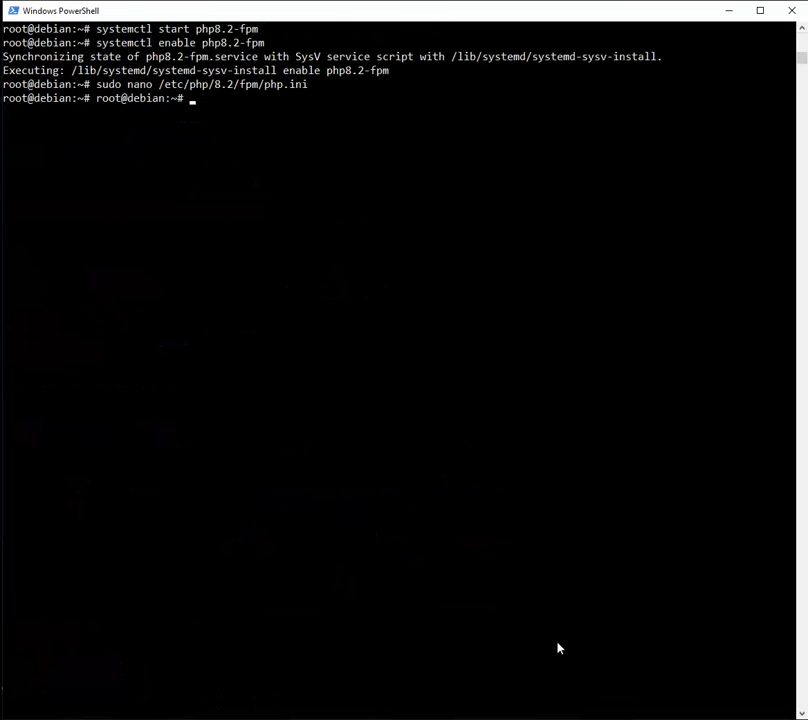 Windows PowerShell
root@debian:~# systemctl start php8.2-fpm
root@debian:~# systemctl enable php8.2-fpm
Synchronizing state of php8.2-fpm.service with SysV service script with /lib/systemd/systemd-sysv-install.
Executing: /lib/systemd/systemd-sysv-install enable php8.2-fpm
root@debian:~# sudo nano /etc/php/8.2/fpm/php.ini
root@debian:~# root@debian:~# _